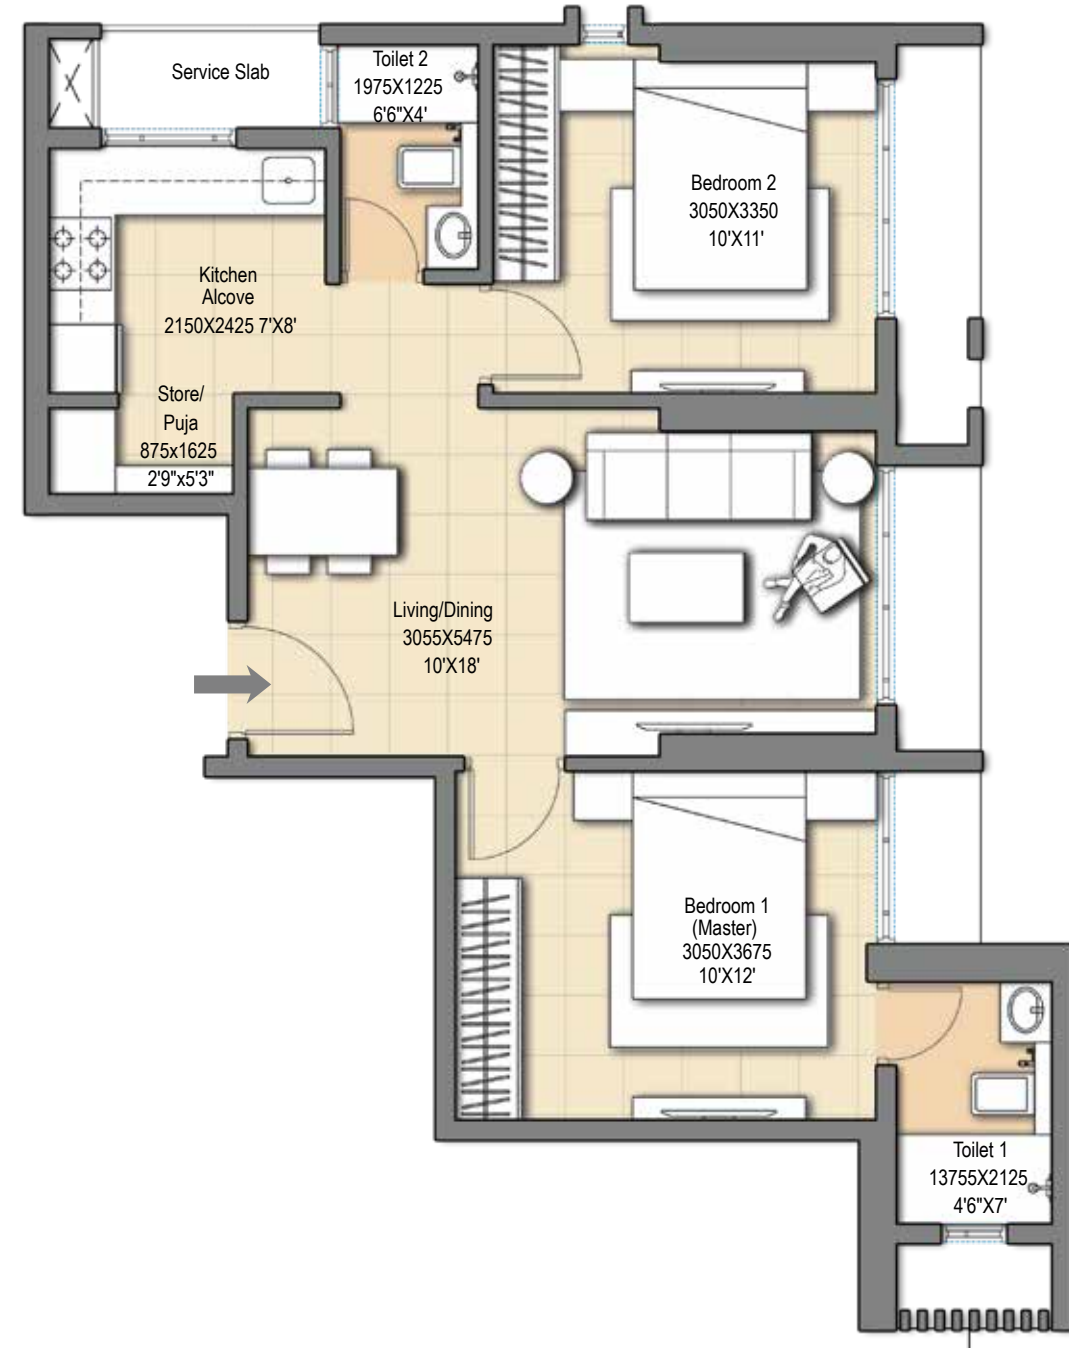 Service Slab
Toilet 2
1975X1225
6'6"X4'
Bedroom 2
3050X3350
10'X11'
Kitchen
Alcove
2150X2425 7'X8'
Store/
Puja
875x1625
2'9"x5'3"
Living/Dining
3055X5475
10'X18'
Bedroom 1
(Master)
3050X3675
10'X12'
Toilet 1
13755X2125
4'6"X7'